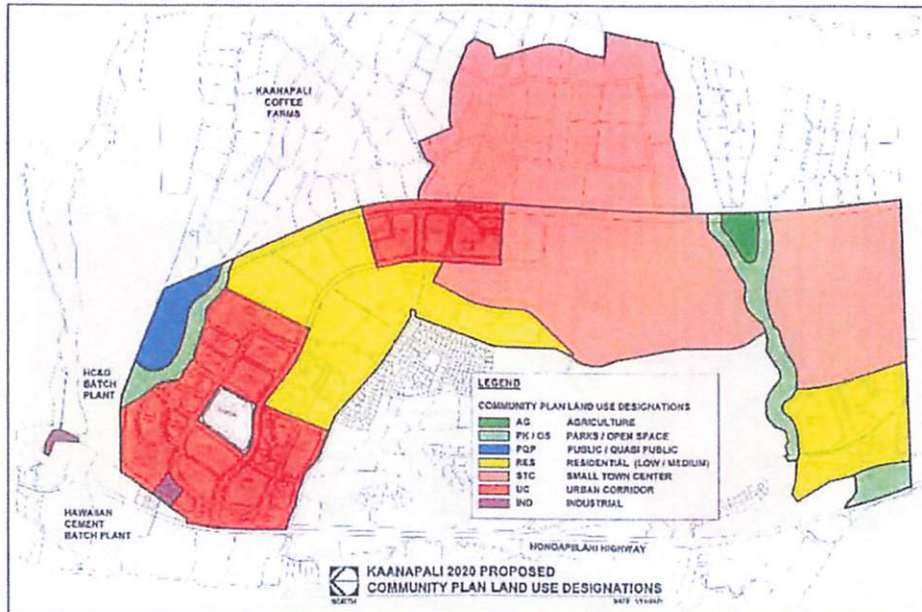 KAANAPALI
COFFEE
FARMS
HC&G
BATCH
PLANT
HAWAIIAN
CEMENT
BATCH PLANT
LEGEND
COMMUNITY PLAN LAND USE DESIGNATIONS
AG AGRICULTURE
PK / OS PARKS / OPEN SPACE
PQP PUBLIC / QUASI PUBLIC
RES RESIDENTIAL (LOW / MEDIUM)
STC SMALL TOWN CENTER
UC URBAN CORRIDOR
IND INDUSTRIAL
HONOAPIILANI HIGHWAY
NORTH
KAANAPALI 2020 PROPOSED
COMMUNITY PLAN LAND USE DESIGNATIONS
DATE